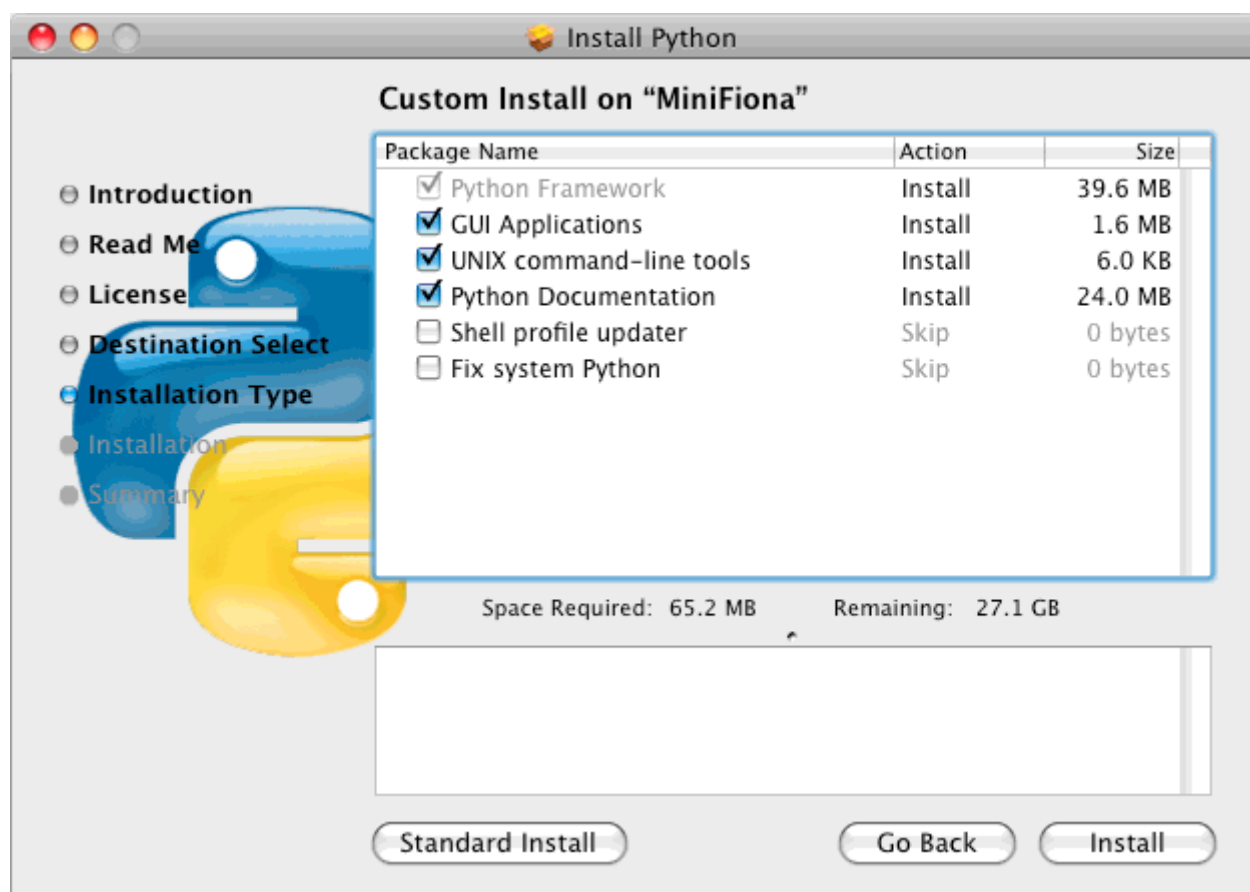 Install Python
Custom Install on “MiniFiona”
Introduction
Read Me
License
Destination Select
Installation Type
Installation
Summary
Package Name Action Size
Python Framework Install 39.6 MB
GUI Applications Install 1.6 MB
UNIX command-line tools Install 6.0 KB
Python Documentation Install 24.0 MB
Shell profile updater Skip 0 bytes
Fix system Python Skip 0 bytes
Space Required: 65.2 MB Remaining: 27.1 GB
Standard Install Go Back Install